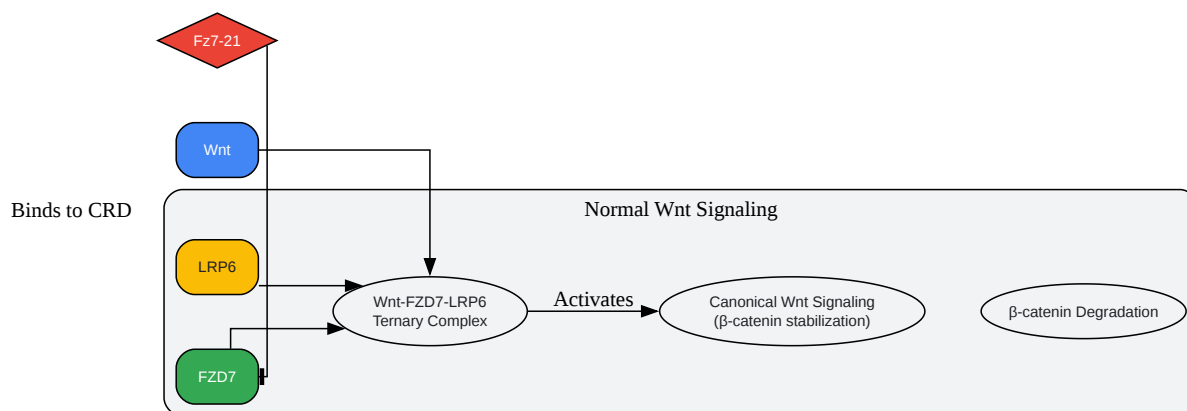 Fz7-21
Wnt
Binds to CRD
Normal Wnt Signaling
LRP6
Wnt-FZD7-LRP6
Ternary Complex
Activates
Canonical Wnt Signaling
(β-catenin stabilization)
β-catenin Degradation
FZD7